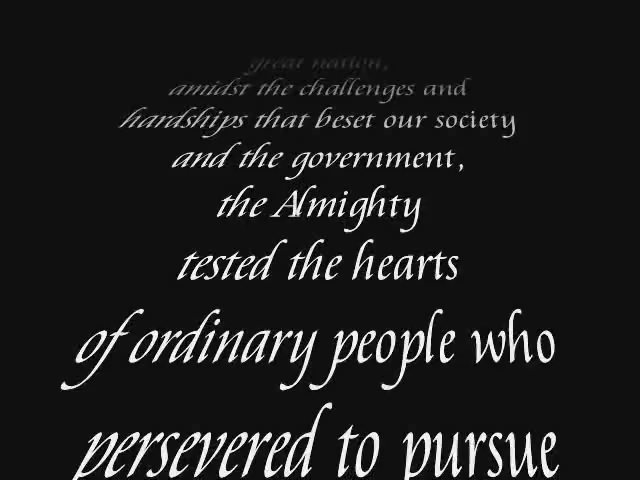 great nation,
amidst the challenges and
hardships that beset our society
and the government,
the Almighty
tested the hearts
of ordinary people who
persevered to pursue